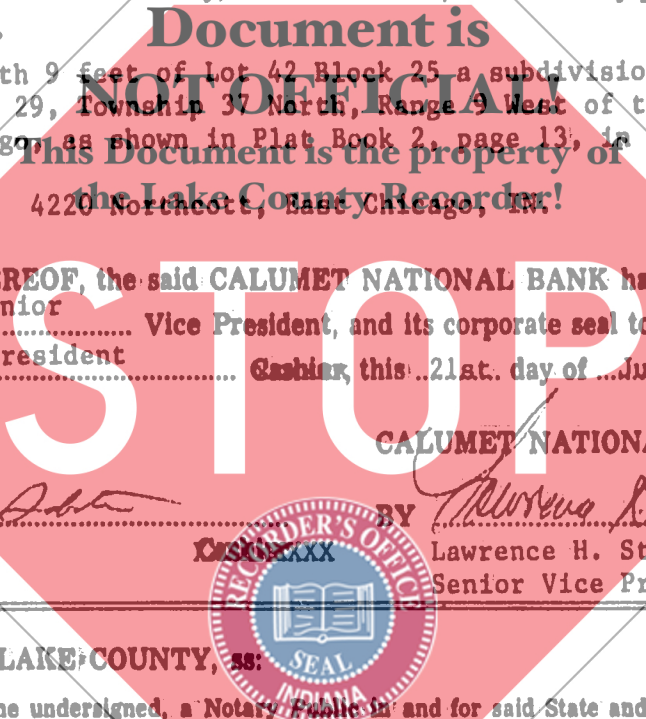 Document is
th 9 feet of Lot 42 Block 25 a subdivisio
NOT OFFICIAL!
29, Township 37 North, Range 9 West of t
go, as shown in Plat Book 2, page 13, in
This Document is the property of
the Lake County Recorder!
4220 Northcott, East Chicago, IN.
STOP
REOF, the said CALUMET NATIONAL BANK ha
nior
Vice President, and its corporate seal to
resident
Cashier, this 21st day of Ju
CALUMET NATIONA
BY
Cashier XXXX
Lawrence H. St
Senior Vice Pr
RECORDER'S OFFICE
SEAL
INDIANA
LAKE COUNTY, ss:
ne undersigned, a Notary Public in and for said State and